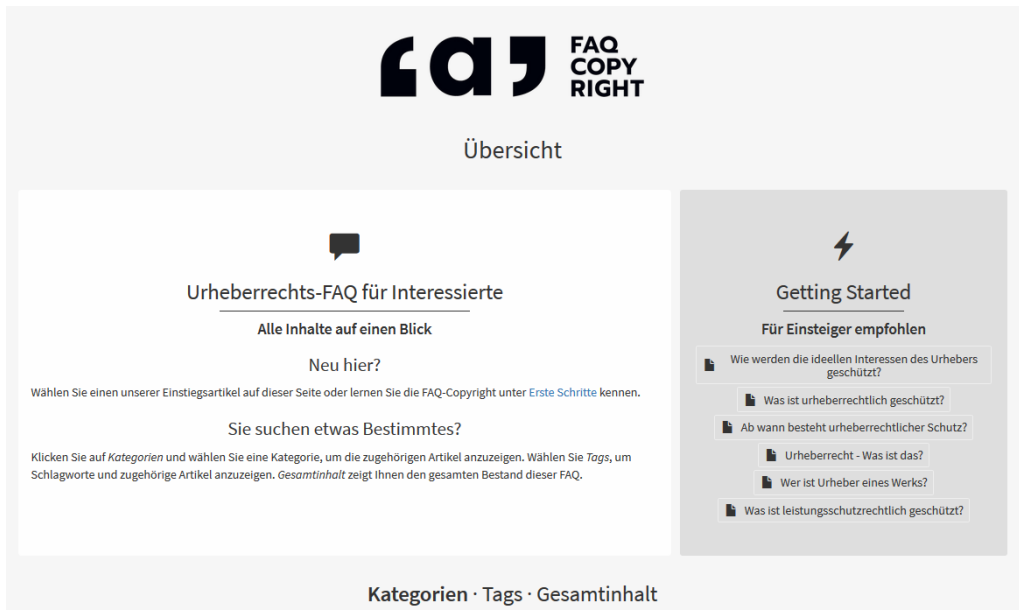 ‘a’ FAQ
COPY
RIGHT
Übersicht
Urheberrechts-FAQ für Interessierte
Alle Inhalte auf einen Blick
Neu hier?
Wählen Sie einen unserer Einstiegsartikel auf dieser Seite oder lernen Sie die FAQ-Copyright unter Erste Schritte kennen.
Sie suchen etwas Bestimmtes?
Klicken Sie auf Kategorien und wählen Sie eine Kategorie, um die zugehörigen Artikel anzuzeigen. Wählen Sie Tags, um
Schlagworte und zugehörige Artikel anzuzeigen. Gesamtinhalt zeigt Ihnen den gesamten Bestand dieser FAQ.
Getting Started
Für Einsteiger empfohlen
Wie werden die ideellen Interessen des Urhebers
geschützt?
Was ist urheberrechtlich geschützt?
Ab wann besteht urheberrechtlicher Schutz?
Urheberrecht - Was ist das?
Wer ist Urheber eines Werks?
Was ist leistungsschutzrechtlich geschützt?
Kategorien · Tags · Gesamtinhalt